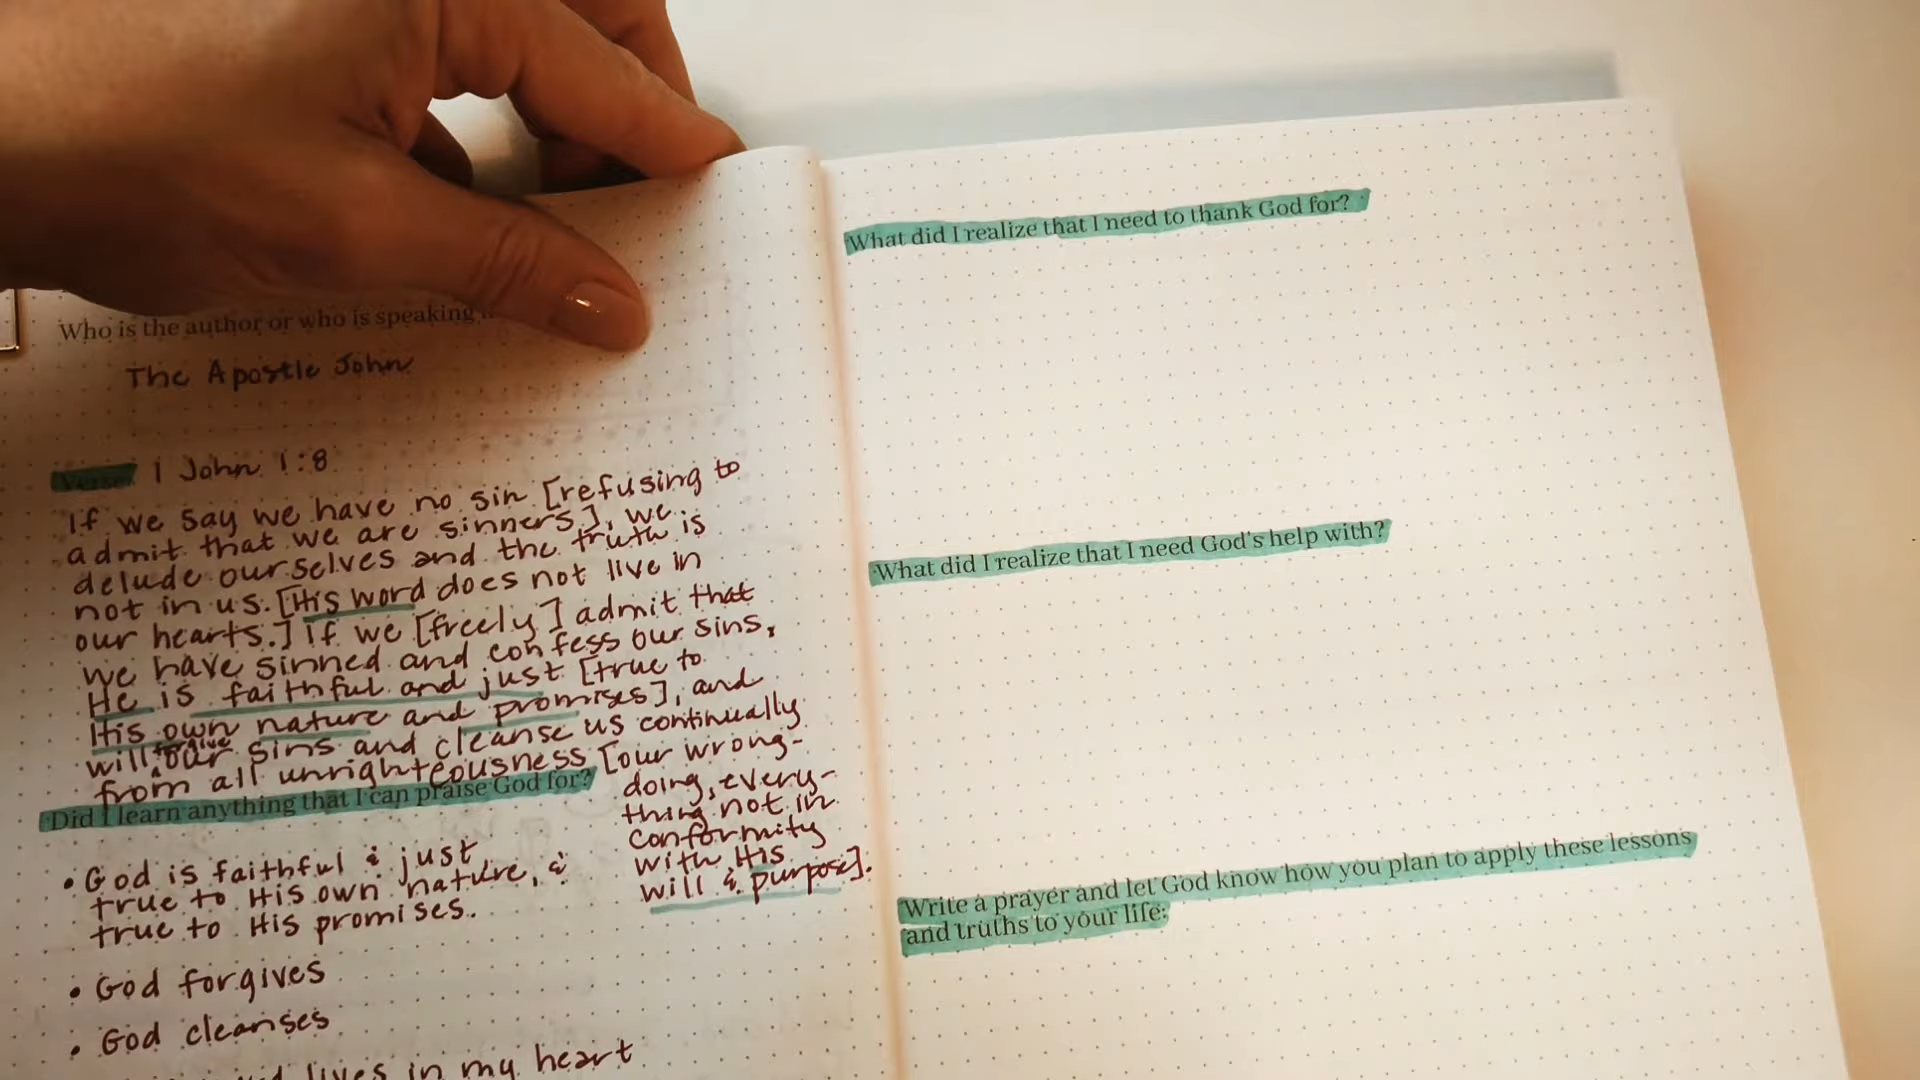 Who is the author or who is speaking
The Apostle John
Verse 1 John 1:8
If we say we have no sin [refusing to
admit that we are sinners], we
delude ourselves and the truth is
not in us. [His word does not live in
our hearts.] If we [freely] admit that
we have sinned and confess our sins,
He is faithful and just [true to
His own nature and promises], and
will forgive our sins and cleanse us continually
from all unrighteousness [our wrong-
doing, every-
thing not in
conformity
with His
will & purpose].
Did I learn anything that I can praise God for?
• God is faithful & just
true to His own nature, &
true to His promises.
• God forgives
• God cleanses
lives in my heart
What did I realize that I need to thank God for?
What did I realize that I need God's help with?
Write a prayer and let God know how you plan to apply these lessons
and truths to your life: